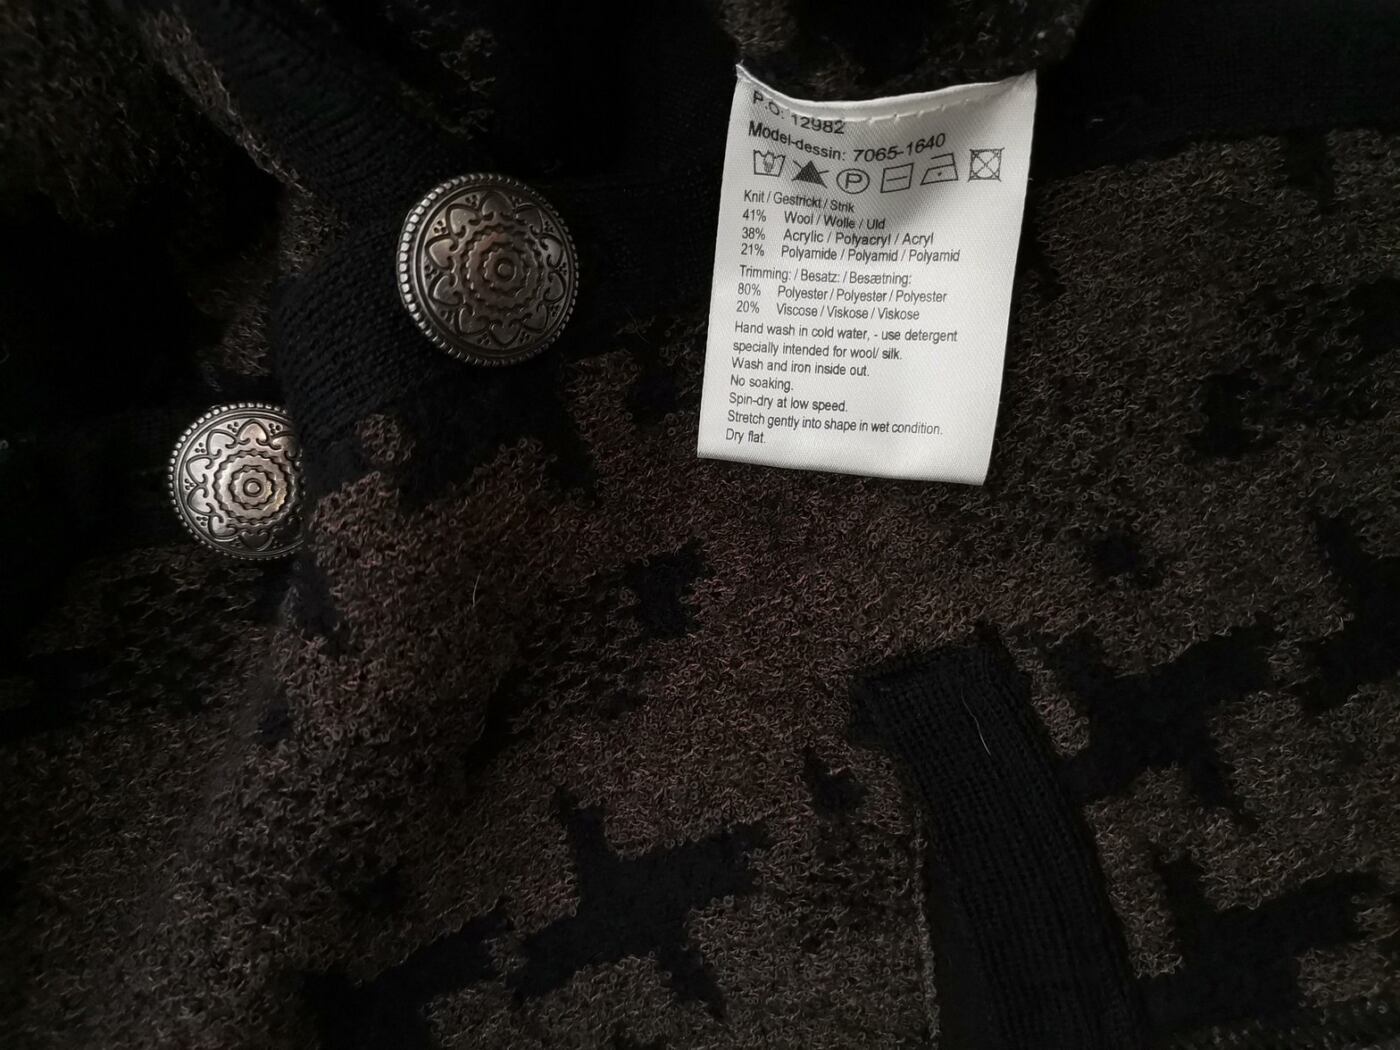 P.O: 12982
Model-dessin: 7065-1640
P
Knit / Gestrickt / Strik
41% Wool / Wolle / Uld
38% Acrylic / Polyacryl / Acryl
21% Polyamide / Polyamid / Polyamid
Trimming: / Besatz: / Besætning:
80% Polyester / Polyester / Polyester
20% Viscose / Viskose / Viskose
Hand wash in cold water, - use detergent
specially intended for wool/ silk.
Wash and iron inside out.
No soaking.
Spin-dry at low speed.
Stretch gently into shape in wet condition.
Dry flat.